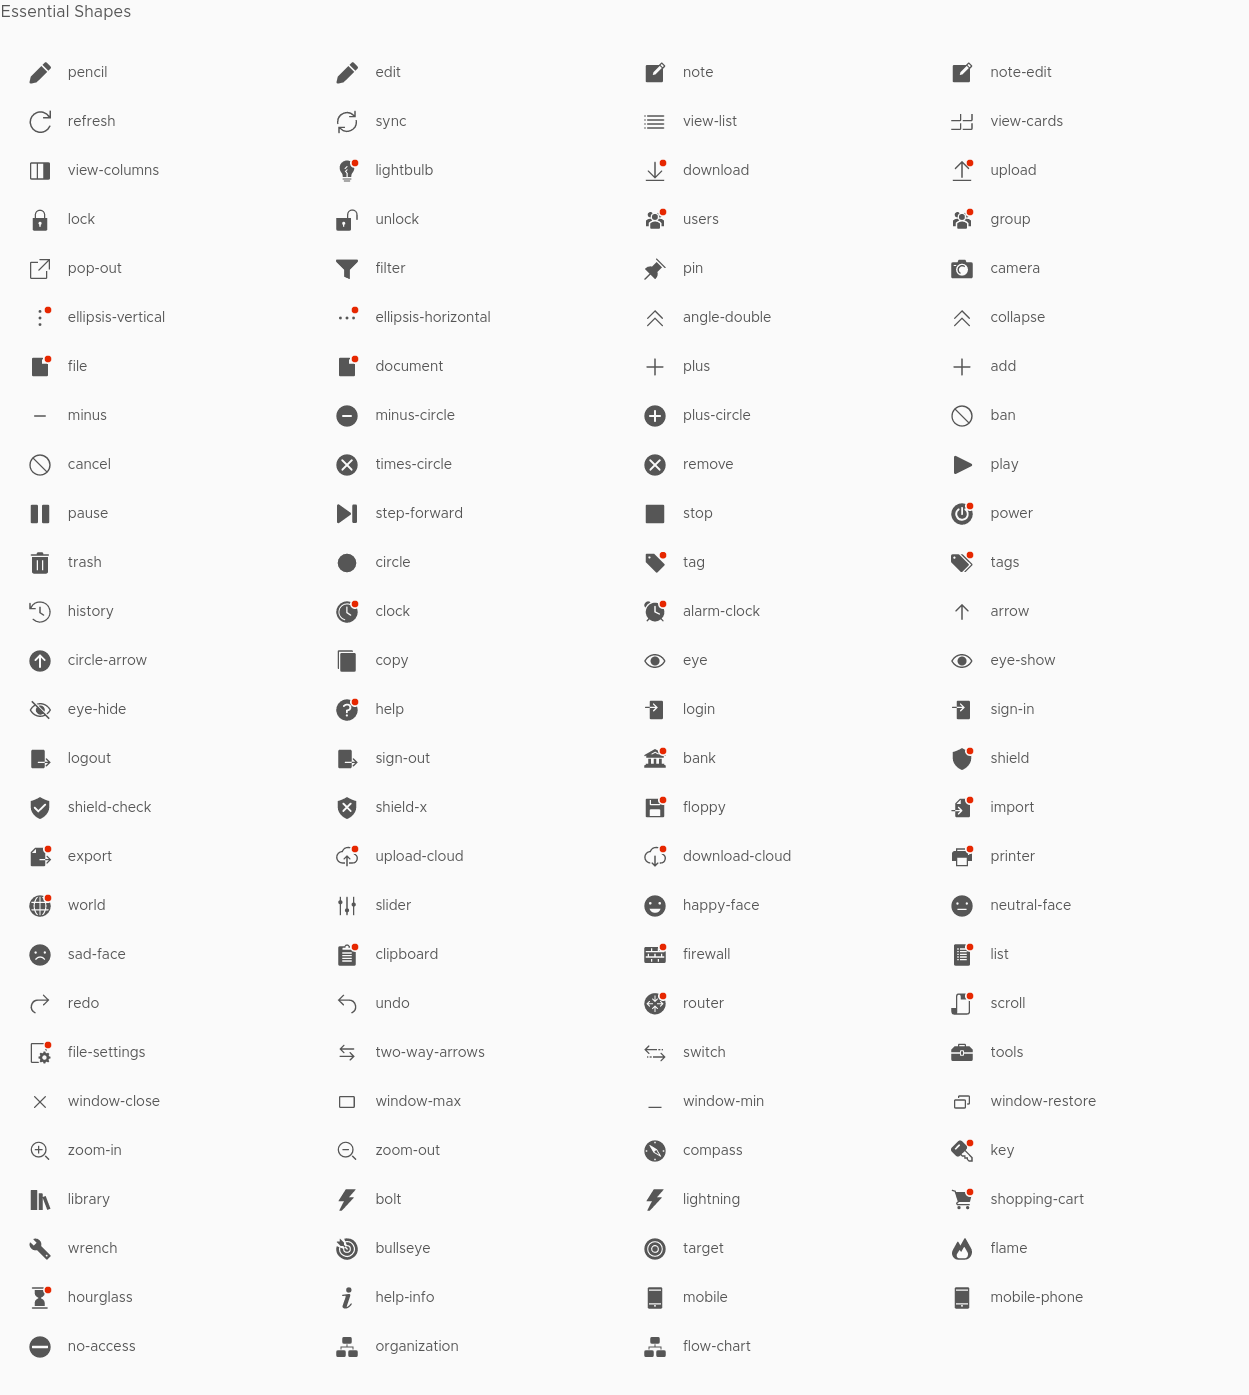 Essential Shapes
pencil edit note note-edit
refresh sync view-list view-cards
view-columns lightbulb download upload
lock unlock users group
pop-out filter pin camera
ellipsis-vertical ellipsis-horizontal angle-double collapse
file document plus add
minus minus-circle plus-circle ban
cancel times-circle remove play
pause step-forward stop power
trash circle tag tags
history clock alarm-clock arrow
circle-arrow copy eye eye-show
eye-hide help login sign-in
logout sign-out bank shield
shield-check shield-x floppy import
export upload-cloud download-cloud printer
world slider happy-face neutral-face
sad-face clipboard firewall list
redo undo router scroll
file-settings two-way-arrows switch tools
window-close window-max window-min window-restore
zoom-in zoom-out compass key
library bolt lightning shopping-cart
wrench bullseye target flame
hourglass help-info mobile mobile-phone
no-access organization flow-chart